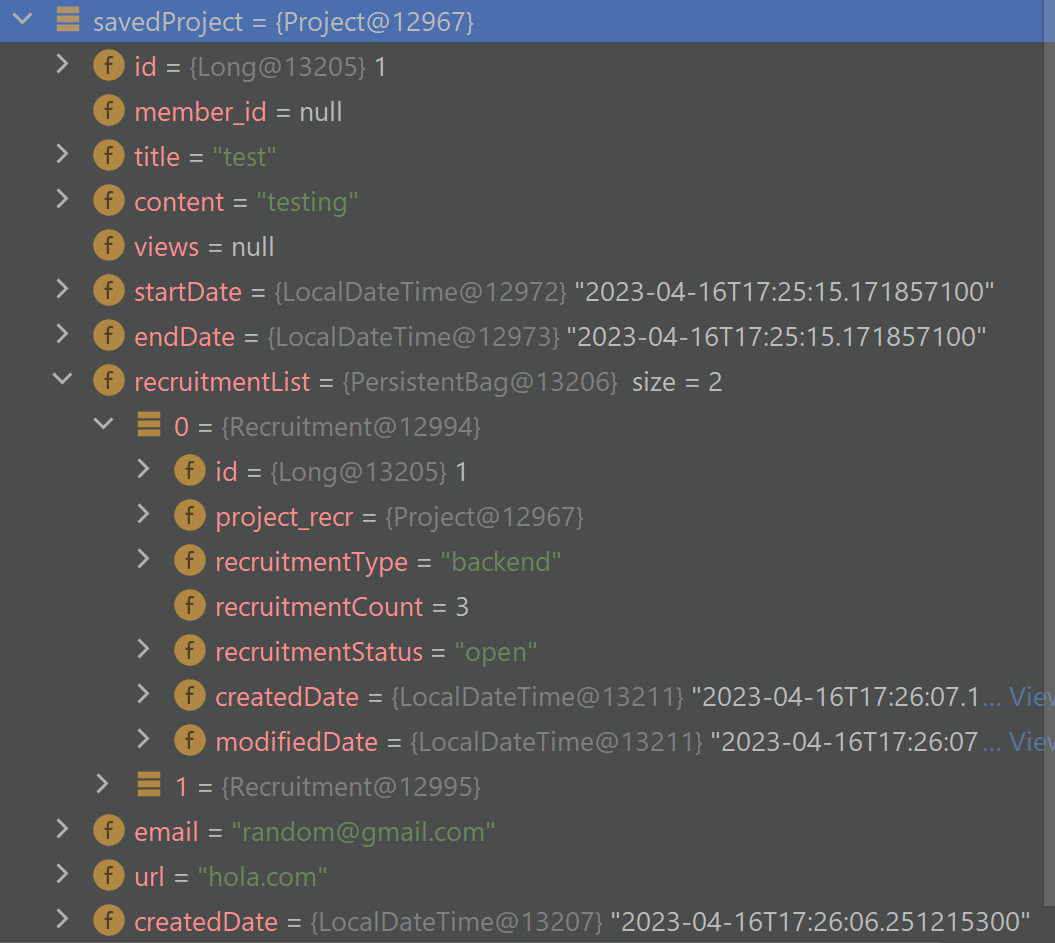 savedProject = {Project@12967}
f id = {Long@13205} 1
f member_id = null
f title = "test"
f content = "testing"
f views = null
f startDate = {LocalDateTime@12972} "2023-04-16T17:25:15.171857100"
f endDate = {LocalDateTime@12973} "2023-04-16T17:25:15.171857100"
f recruitmentList = {PersistentBag@13206} size = 2
0 = {Recruitment@12994}
f id = {Long@13205} 1
f project_recr = {Project@12967}
f recruitmentType = "backend"
f recruitmentCount = 3
f recruitmentStatus = "open"
f createdDate = {LocalDateTime@13211} "2023-04-16T17:26:07.1... View
f modifiedDate = {LocalDateTime@13211} "2023-04-16T17:26:07 ... View
1 = {Recruitment@12995}
f email = "random@gmail.com"
f url = "hola.com"
f createdDate = {LocalDateTime@13207} "2023-04-16T17:26:06.251215300"